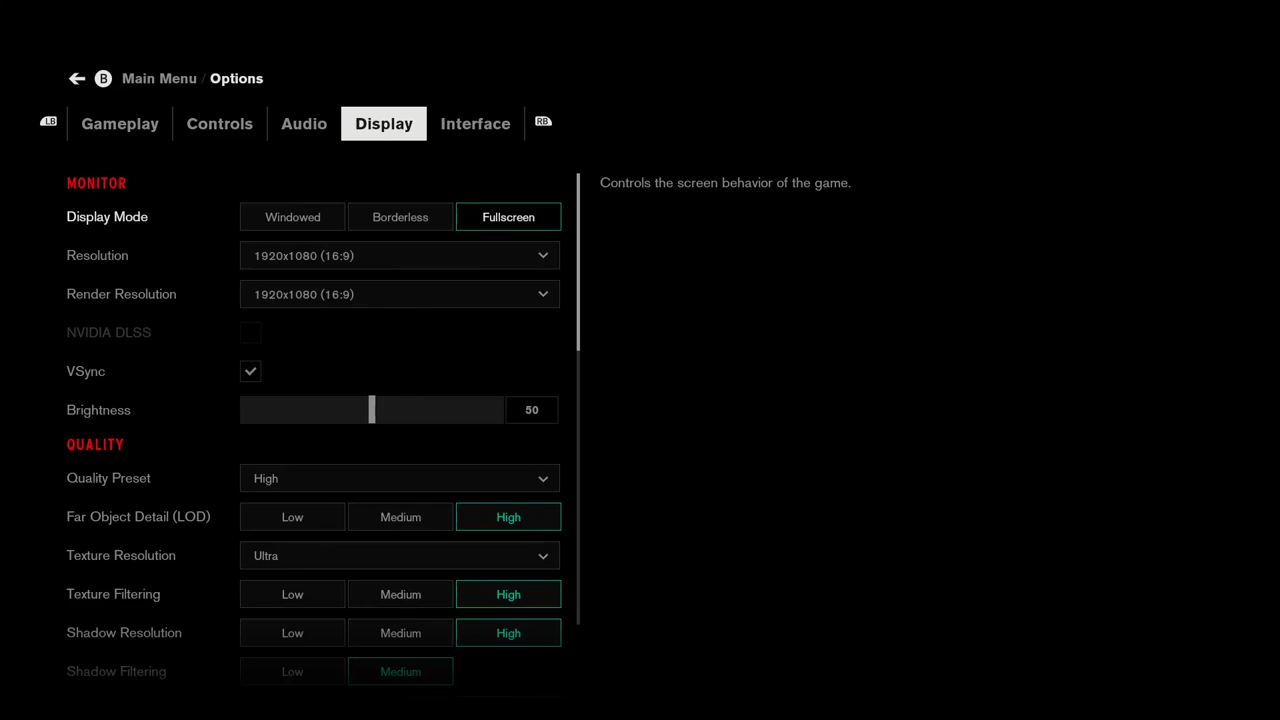 B Main Menu / Options
LB Gameplay Controls Audio Display Interface RB
MONITOR
Controls the screen behavior of the game.
Display Mode Windowed Borderless Fullscreen
Resolution 1920x1080 (16:9)
Render Resolution 1920x1080 (16:9)
NVIDIA DLSS
VSync
Brightness 50
QUALITY
Quality Preset High
Far Object Detail (LOD) Low Medium High
Texture Resolution Ultra
Texture Filtering Low Medium High
Shadow Resolution Low Medium High
Shadow Filtering Low Medium